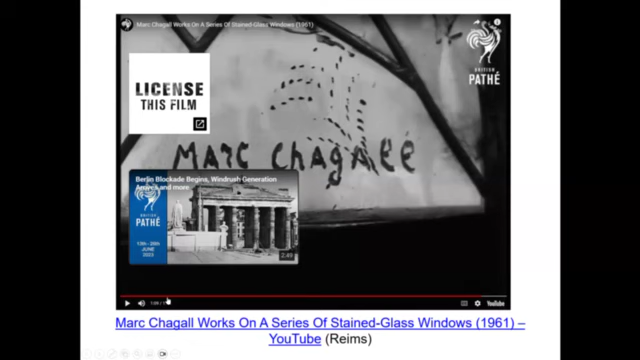 Marc Chagall Works On A Series Of Stained-Glass Windows (1961)
BRITISH
PATHÉ
LICENSE
THIS FILM
MARC ChagaLL
Berlin Blockade Begins, Windrush Generation
Arrives and more
BRITISH
PATHÉ
JUNE
2:49
YouTube
Marc Chagall Works On A Series Of Stained-Glass Windows (1961) –
YouTube (Reims)